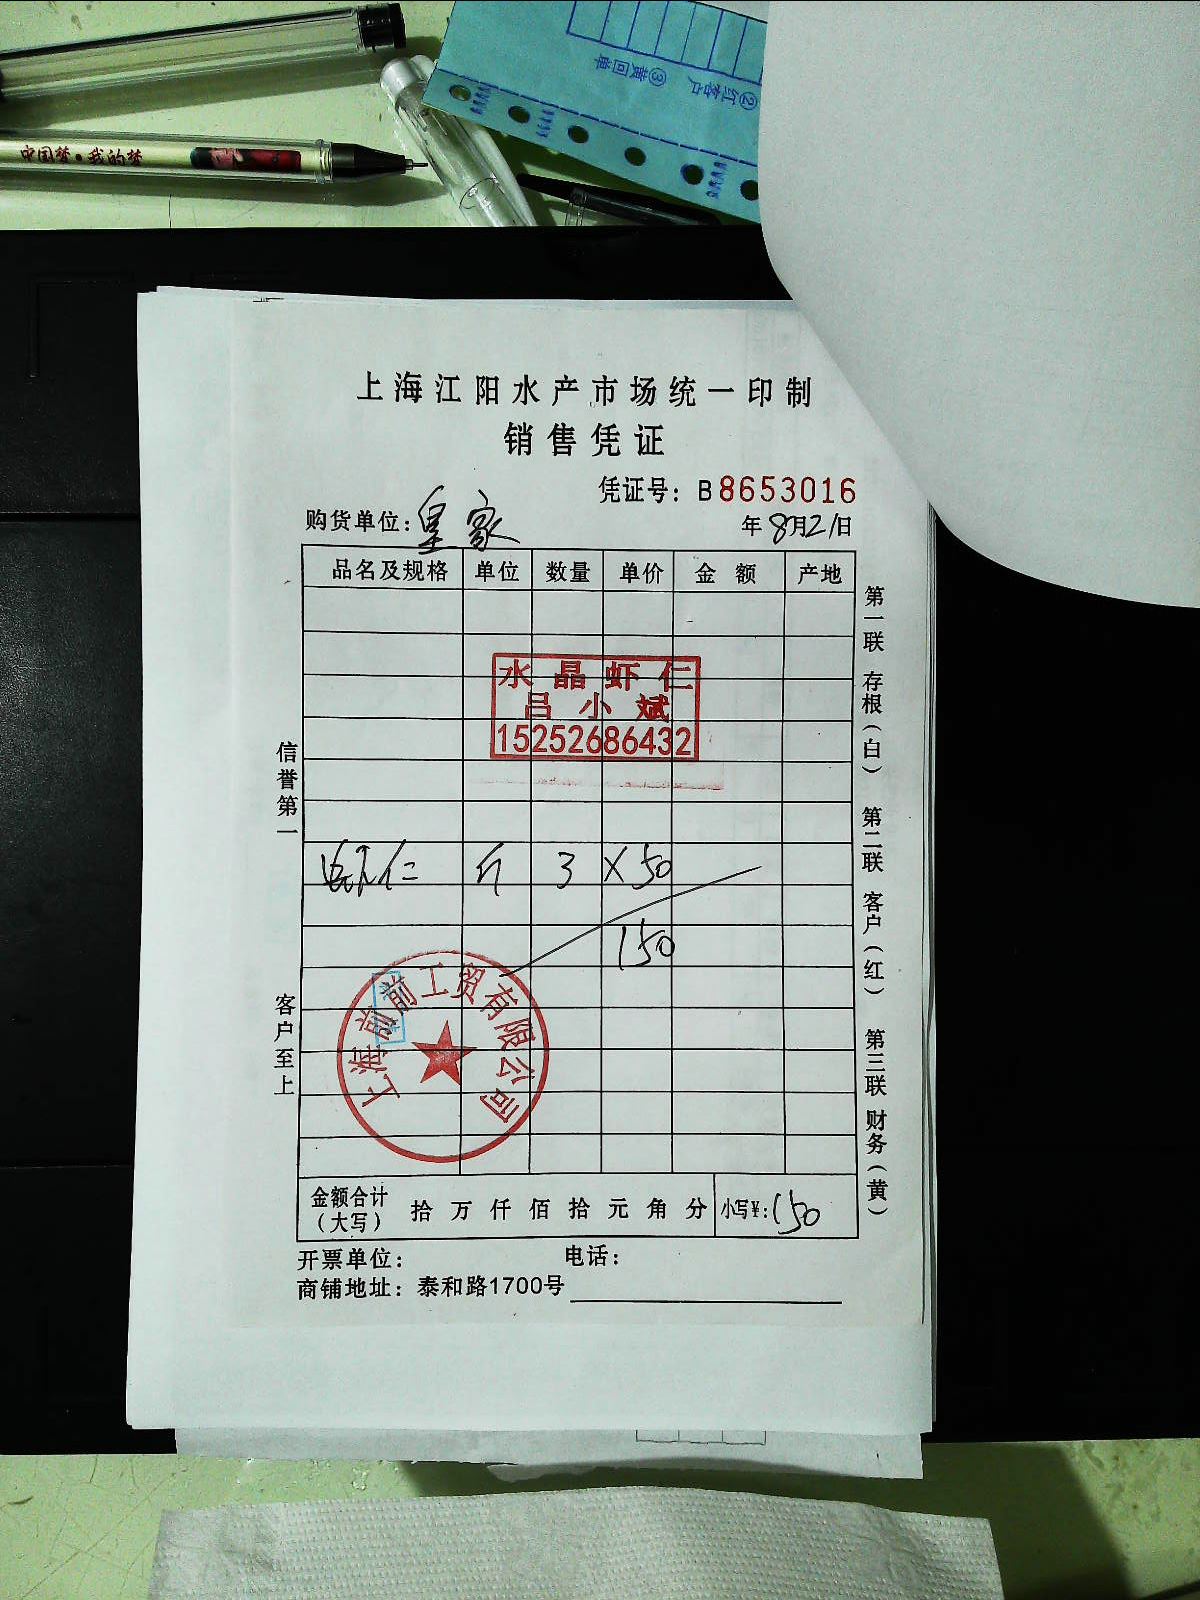 ③黄回单
②红客户
中国梦·我的梦
上海江阳水产市场统一印制
销售凭证
凭证号：B8653016
购货单位：皇家 年8月21日
品名及规格 单位 数量 单价 金额 产地
水晶虾仁
吕小斌
15252686432
虾仁 斤 3 ×50
150
上海前前工贸有限公司
金额合计（大写） 拾 万 仟 佰 拾 元 角 分 小写¥：150
开票单位： 电话：
商铺地址：泰和路1700号
信誉第一
客户至上
第一联 存根（白） 第二联 客户（红） 第三联 财务（黄）